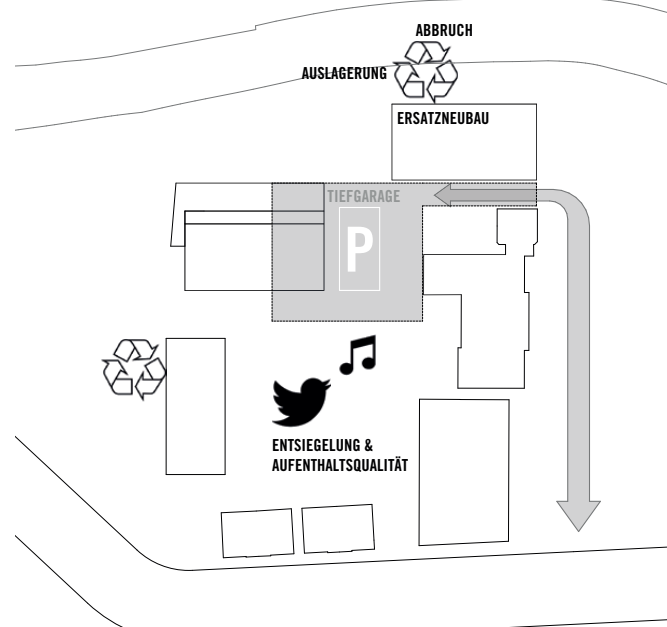 ABBRUCH
AUSLAGERUNG
ERSATZNEUBAU
TIEFGARAGE
P
ENTSIEGELUNG &
AUFENTHALTSQUALITÄT